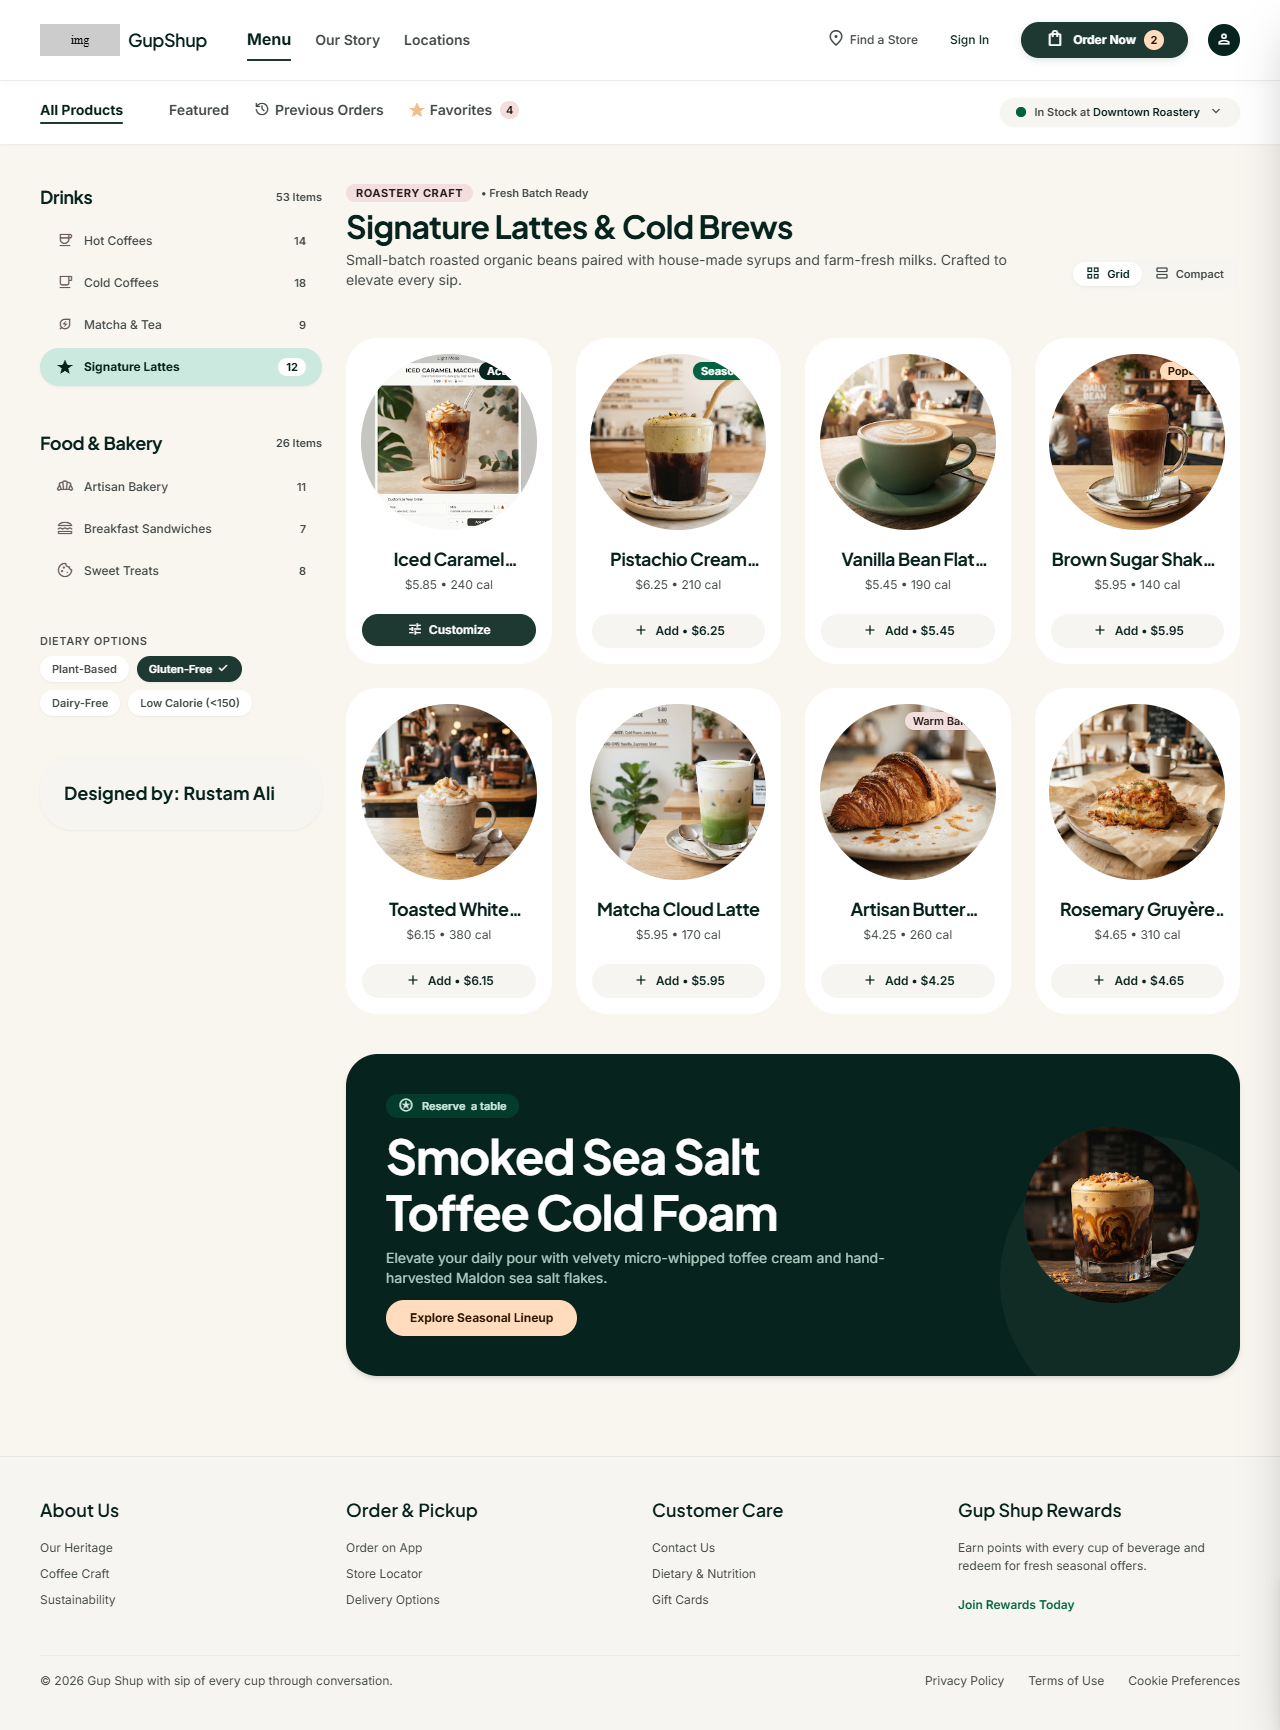 img
GupShup
Menu
Our Story
Locations
Find a Store
Sign In
Order Now
2
All Products
Featured
Previous Orders
Favorites
4
In Stock at Downtown Roastery
Drinks
53 Items
Hot Coffees
14
Cold Coffees
18
Matcha & Tea
9
Signature Lattes
12
Food & Bakery
26 Items
Artisan Bakery
11
Breakfast Sandwiches
7
Sweet Treats
8
DIETARY OPTIONS
Plant-Based
Gluten-Free
Dairy-Free
Low Calorie (<150)
Designed by: Rustam Ali
ROASTERY CRAFT
• Fresh Batch Ready
Signature Lattes & Cold Brews
Small-batch roasted organic beans paired with house-made syrups and farm-fresh milks. Crafted to
elevate every sip.
Grid
Compact
Light Mode
ICED CARAMEL
Customize Your Drink
Iced Caramel...
$5.85 • 240 cal
Customize
Pistachio Cream...
$6.25 • 210 cal
Add • $6.25
Vanilla Bean Flat...
$5.45 • 190 cal
Add • $5.45
DAILY
BEAN
Brown Sugar Shak...
$5.95 • 140 cal
Add • $5.95
Toasted White...
$6.15 • 380 cal
Add • $6.15
Matcha Cloud Latte
$5.95 • 170 cal
Add • $5.95
Warm
Artisan Butter...
$4.25 • 260 cal
Add • $4.25
Rosemary Gruyère...
$4.65 • 310 cal
Add • $4.65
Reserve a table
Smoked Sea Salt
Toffee Cold Foam
Elevate your daily pour with velvety micro-whipped toffee cream and hand-
harvested Maldon sea salt flakes.
Explore Seasonal Lineup
About Us
Our Heritage
Coffee Craft
Sustainability
Order & Pickup
Order on App
Store Locator
Delivery Options
Customer Care
Contact Us
Dietary & Nutrition
Gift Cards
Gup Shup Rewards
Earn points with every cup of beverage and
redeem for fresh seasonal offers.
Join Rewards Today
© 2026 Gup Shup with sip of every cup through conversation.
Privacy Policy
Terms of Use
Cookie Preferences